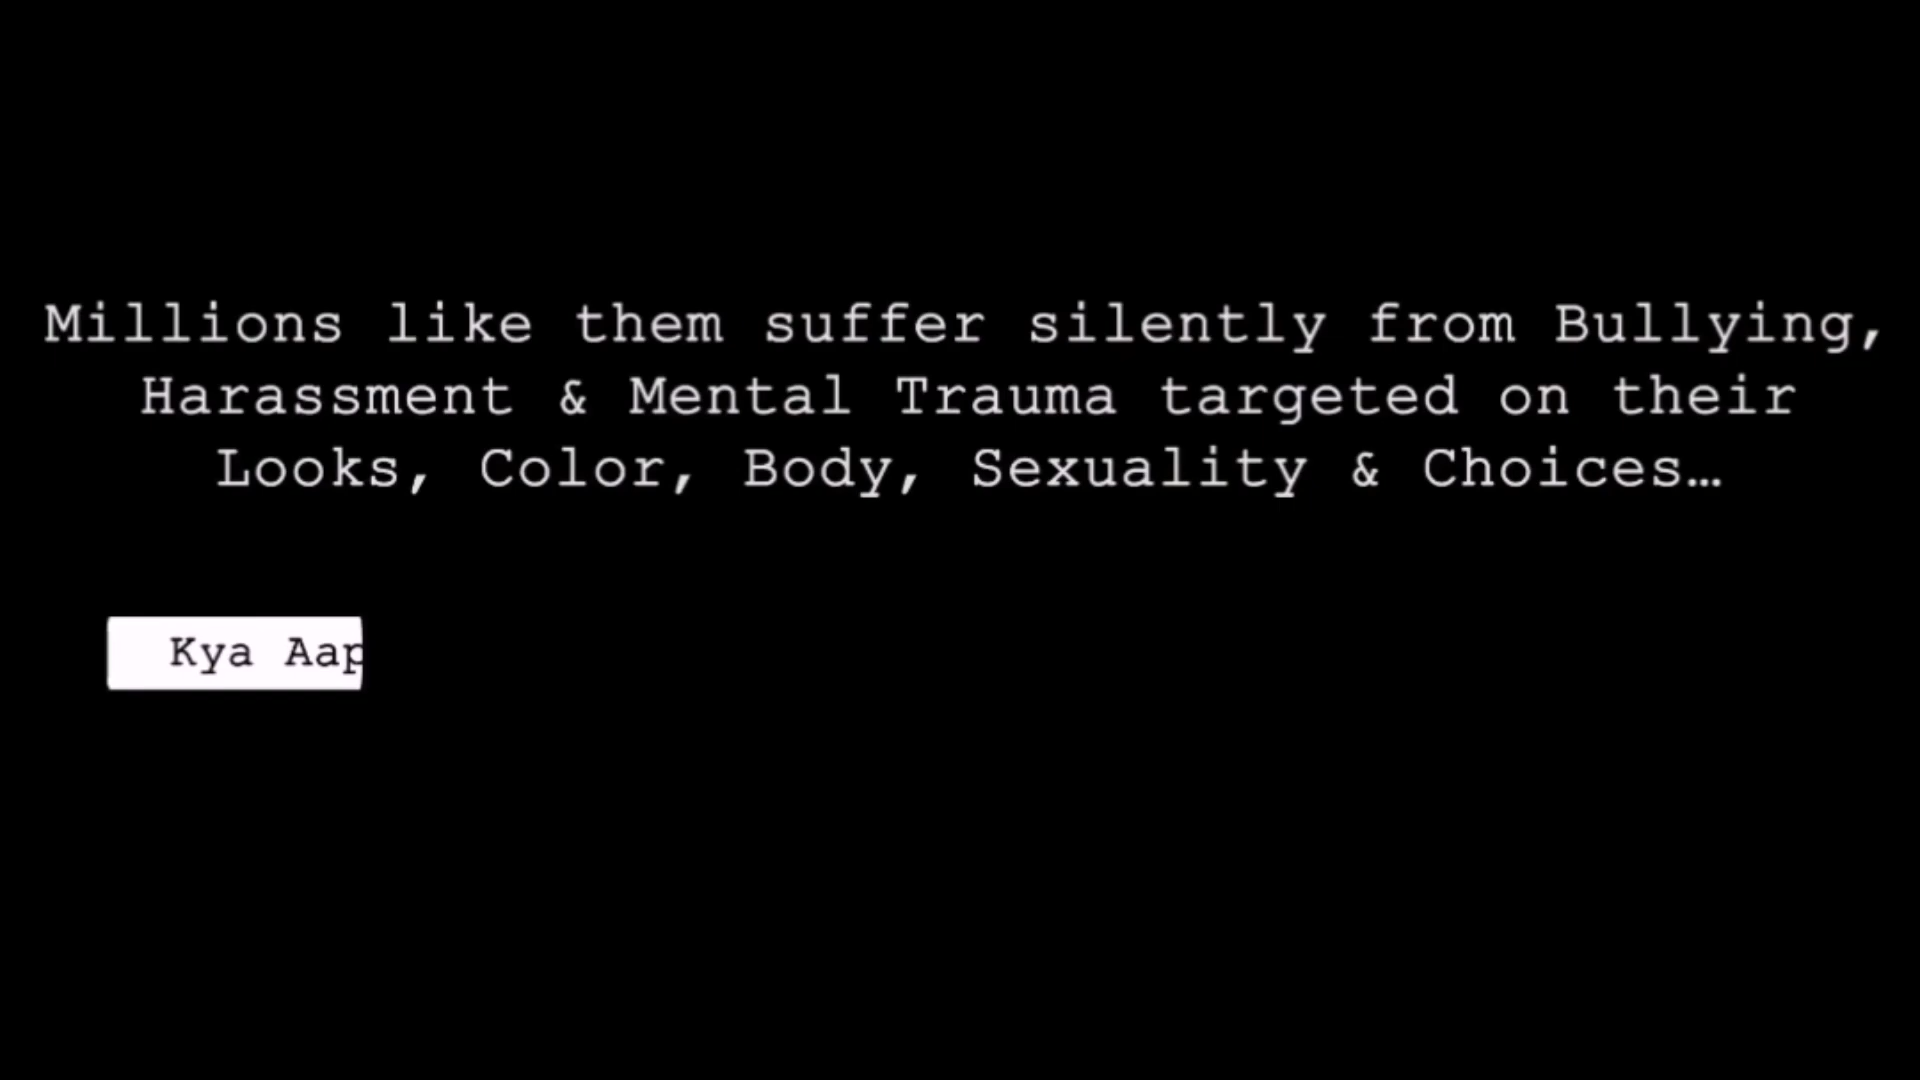 Millions like them suffer silently from Bullying,
Harassment & Mental Trauma targeted on their
Looks, Color, Body, Sexuality & Choices…
Kya Aap